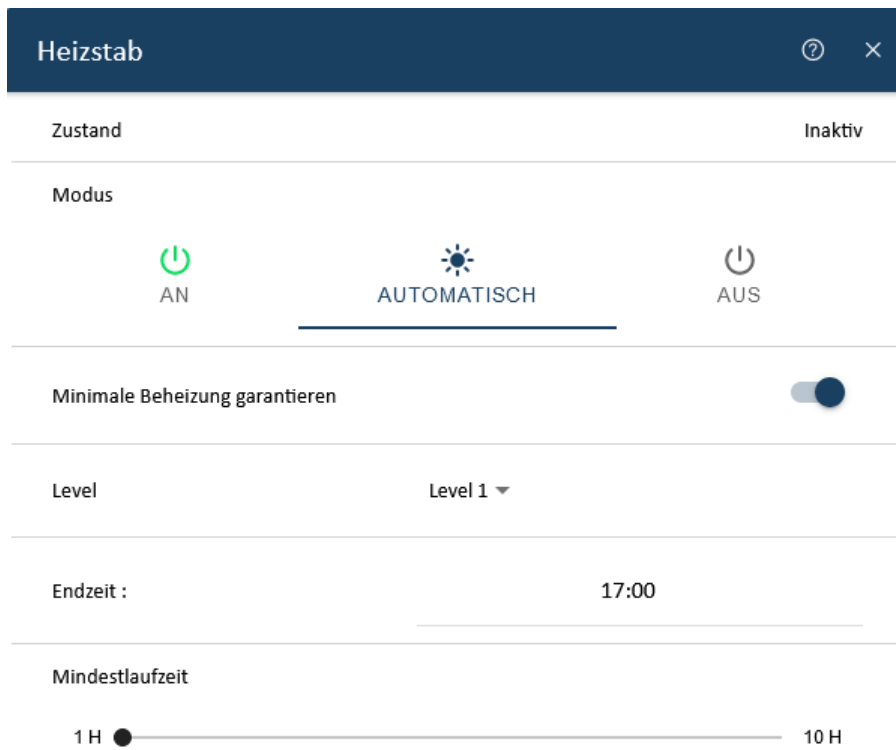 Heizstab
Zustand Inaktiv
Modus
AN AUTOMATISCH AUS
Minimale Beheizung garantieren
Level Level 1
Endzeit : 17:00
Mindestlaufzeit
1 H 10 H